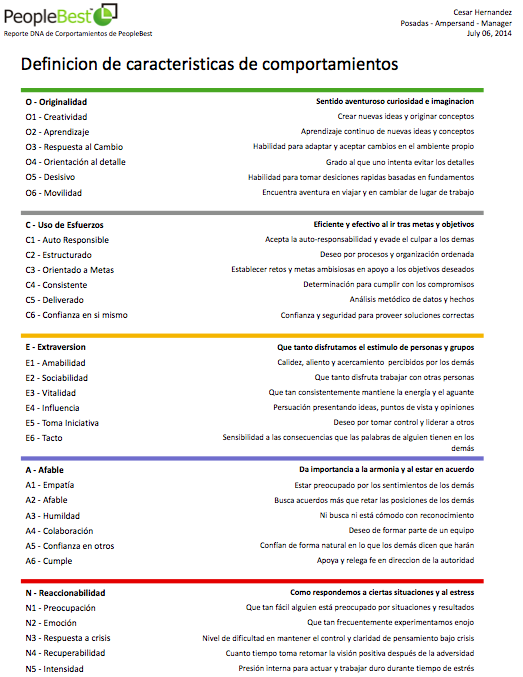 PeopleBest™
Reporte DNA de Corportamientos de PeopleBest
Cesar Hernandez
Posadas - Ampersand - Manager
July 06, 2014
Definicion de caracteristicas de comportamientos
O - Originalidad Sentido aventuroso curiosidad e imaginacion
O1 - Creatividad Crear nuevas ideas y originar conceptos
O2 - Aprendizaje Aprendizaje continuo de nuevas ideas y conceptos
O3 - Respuesta al Cambio Habilidad para adaptar y aceptar cambios en el ambiente propio
O4 - Orientación al detalle Grado al que uno intenta evitar los detalles
O5 - Desisivo Habilidad para tomar desiciones rapidas basadas en fundamentos
O6 - Movilidad Encuentra aventura en viajar y en cambiar de lugar de trabajo
C - Uso de Esfuerzos Eficiente y efectivo al ir tras metas y objetivos
C1 - Auto Responsible Acepta la auto-responsabilidad y evade el culpar a los demas
C2 - Estructurado Deseo por procesos y organización ordenada
C3 - Orientado a Metas Establecer retos y metas ambisiosas en apoyo a los objetivos deseados
C4 - Consistente Determinación para cumplir con los compromisos
C5 - Deliverado Análisis metódico de datos y hechos
C6 - Confianza en si mismo Confianza y seguridad para proveer soluciones correctas
E - Extraversion Que tanto disfrutamos el estimulo de personas y grupos
E1 - Amabilidad Calidez, aliento y acercamiento percibidos por los demás
E2 - Sociabilidad Que tanto disfruta trabajar con otras personas
E3 - Vitalidad Que tan consistentemente mantiene la energía y el aguante
E4 - Influencia Persuación presentando ideas, puntos de vista y opiniones
E5 - Toma Iniciativa Deseo por tomar control y liderar a otros
E6 - Tacto Sensibilidad a las consecuencias que las palabras de alguien tienen en los
demás
A - Afable Da importancia a la armonia y al estar en acuerdo
A1 - Empatía Estar preocupado por los sentimientos de los demás
A2 - Afable Busca acuerdos más que retar las posiciones de los demás
A3 - Humildad Ni busca ni está cómodo con reconocimiento
A4 - Colaboración Deseo de formar parte de un equipo
A5 - Confianza en otros Confían de forma natural en lo que los demás dicen que harán
A6 - Cumple Apoya y relega fe en direccion de la autoridad
N - Reaccionabilidad Como respondemos a ciertas situaciones y al estress
N1 - Preocupación Que tan fácil alguien está preocupado por situaciones y resultados
N2 - Emoción Que tan frecuentemente experimentamos enojo
N3 - Respuesta a crisis Nivel de dificultad en mantener el control y claridad de pensamiento bajo crisis
N4 - Recuperabilidad Cuanto tiempo toma retomar la visión positiva después de la adversidad
N5 - Intensidad Presión interna para actuar y trabajar duro durante tiempo de estrés